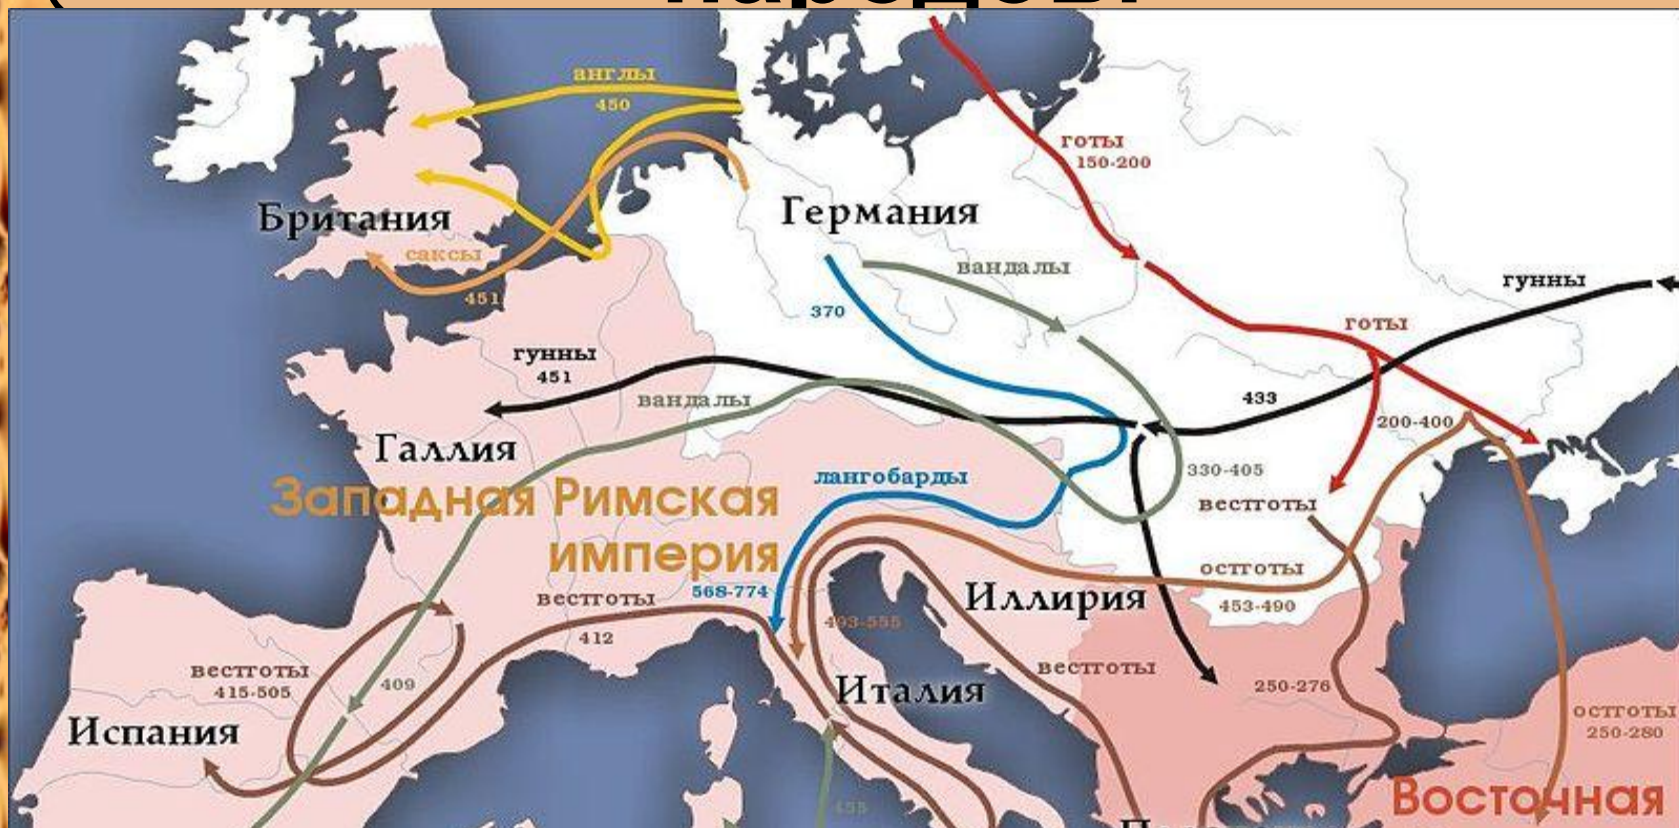 англы
450
готы
150-200
Британия
Германия
саксы
451
вандалы
370
гунны
готы
гунны
451
вандалы
433
200-400
Галлия
330-405
лангобарды
вестготы
Западная Римская
империя
остготы
453-490
568-774
вестготы
412
Иллирия
493-555
вестготы
415-505
409
вестготы
250-276
Италия
Испания
остготы
250-280
Восточная
455